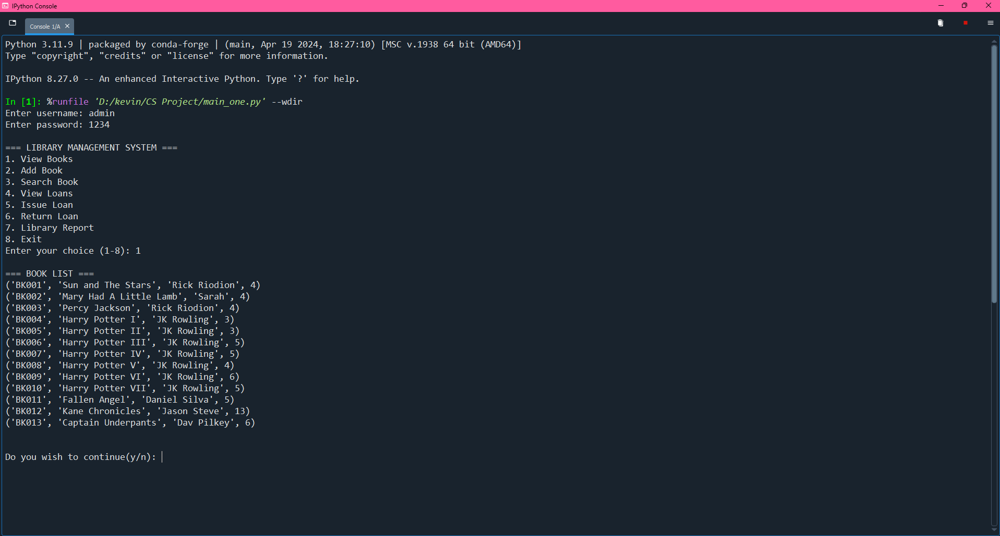 IPython Console
Console 1/A
Python 3.11.9 | packaged by conda-forge | (main, Apr 19 2024, 18:27:10) [MSC v.1938 64 bit (AMD64)]
Type "copyright", "credits" or "license" for more information.
IPython 8.27.0 -- An enhanced Interactive Python. Type '?' for help.
In [1]: %runfile 'D:/kevin/CS Project/main_one.py' --wdir
Enter username: admin
Enter password: 1234
=== LIBRARY MANAGEMENT SYSTEM ===
1. View Books
2. Add Book
3. Search Book
4. View Loans
5. Issue Loan
6. Return Loan
7. Library Report
8. Exit
Enter your choice (1-8): 1
=== BOOK LIST ===
('BK001', 'Sun and The Stars', 'Rick Riodion', 4)
('BK002', 'Mary Had A Little Lamb', 'Sarah', 4)
('BK003', 'Percy Jackson', 'Rick Riodion', 4)
('BK004', 'Harry Potter I', 'JK Rowling', 3)
('BK005', 'Harry Potter II', 'JK Rowling', 3)
('BK006', 'Harry Potter III', 'JK Rowling', 5)
('BK007', 'Harry Potter IV', 'JK Rowling', 5)
('BK008', 'Harry Potter V', 'JK Rowling', 4)
('BK009', 'Harry Potter VI', 'JK Rowling', 6)
('BK010', 'Harry Potter VII', 'JK Rowling', 5)
('BK011', 'Fallen Angel', 'Daniel Silva', 5)
('BK012', 'Kane Chronicles', 'Jason Steve', 13)
('BK013', 'Captain Underpants', 'Dav Pilkey', 6)
Do you wish to continue(y/n):